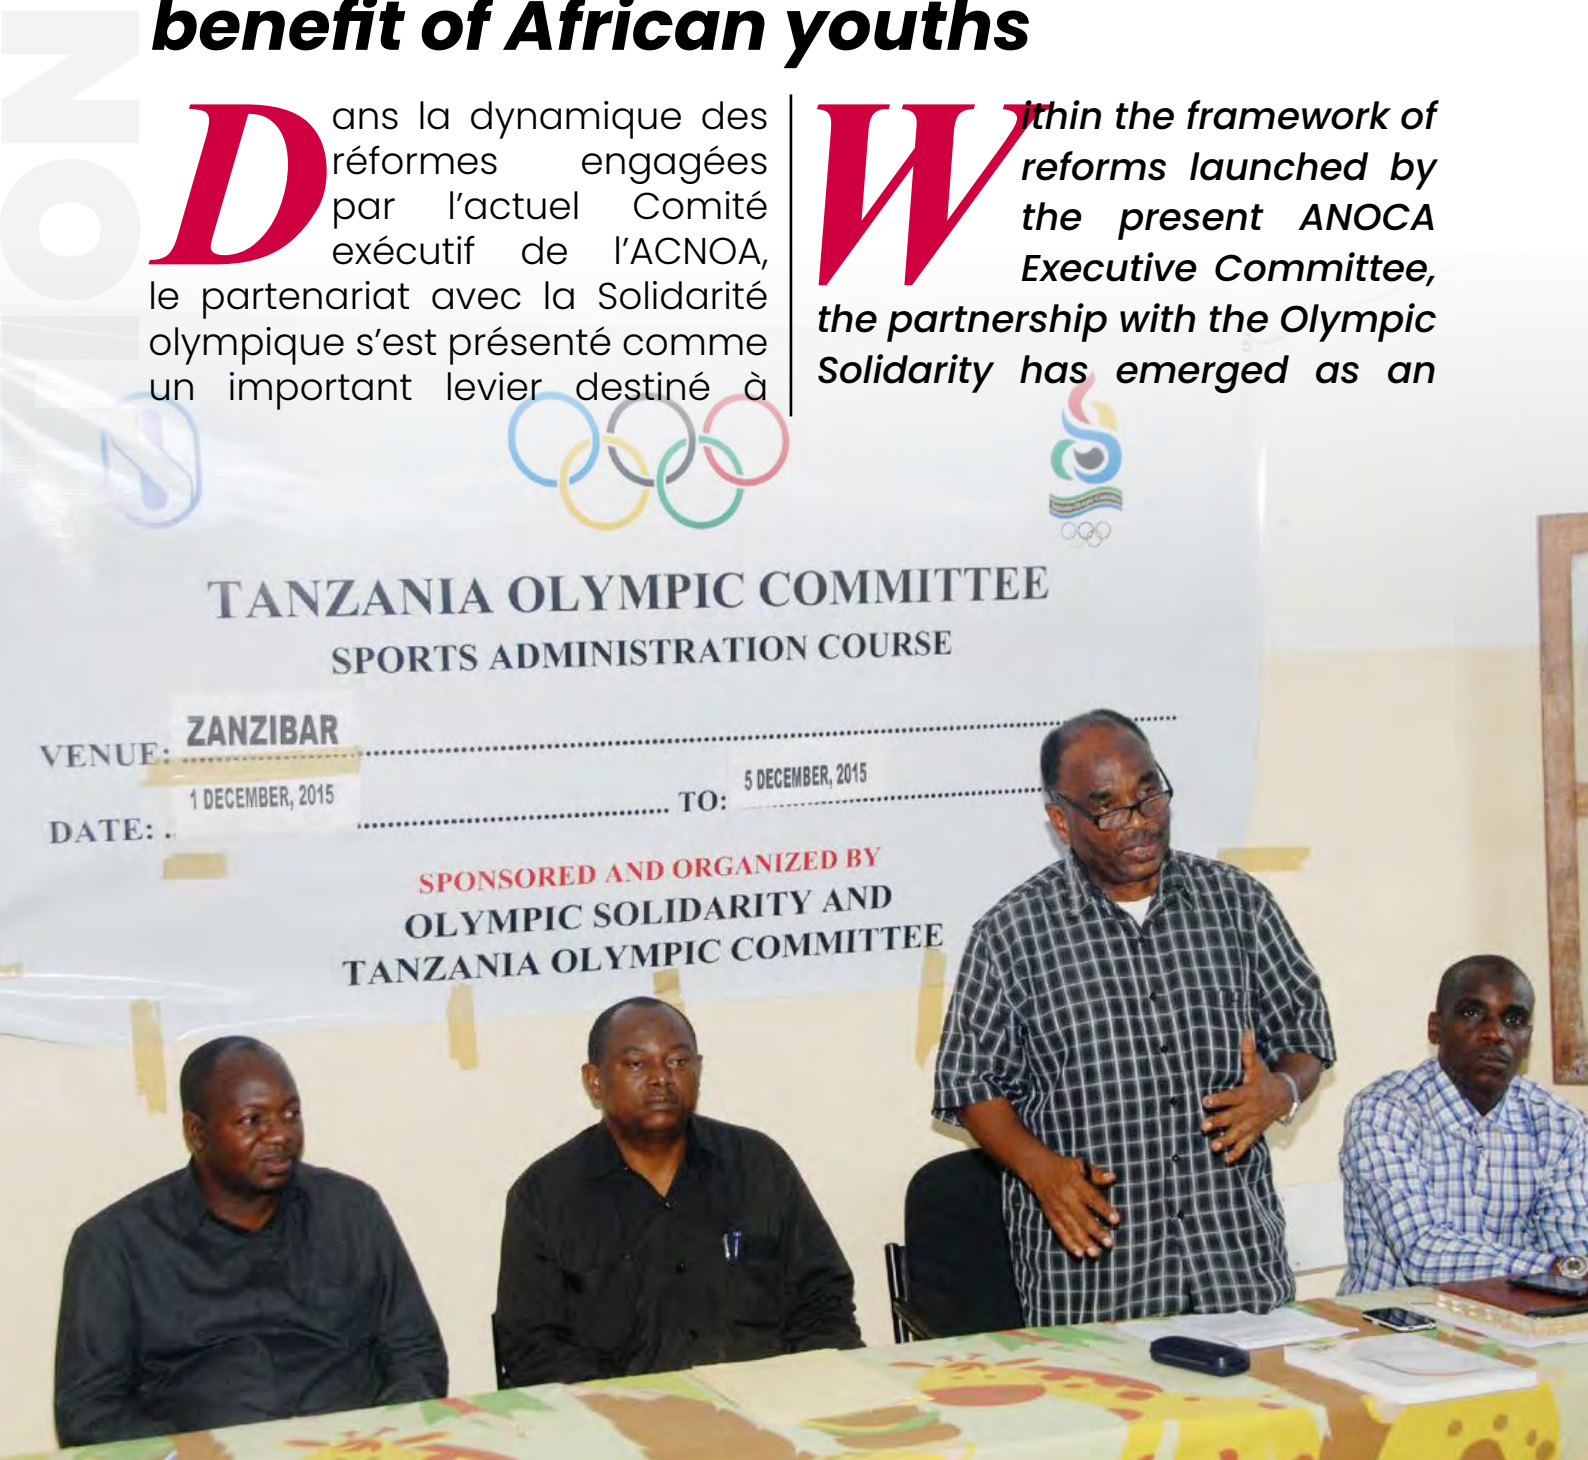 benefit of African youths
Dans la dynamique des
réformes engagées
par l'actuel Comité
exécutif de l'ACNOA,
le partenariat avec la Solidarité
olympique s'est présenté comme
un important levier destiné à
Within the framework of
reforms launched by
the present ANOCA
Executive Committee,
the partnership with the Olympic
Solidarity has emerged as an
TANZANIA OLYMPIC COMMITTEE
SPORTS ADMINISTRATION COURSE
VENUE: ZANZIBAR
DATE: 1 DECEMBER, 2015 TO: 5 DECEMBER, 2015
SPONSORED AND ORGANIZED BY
OLYMPIC SOLIDARITY AND
TANZANIA OLYMPIC COMMITTEE